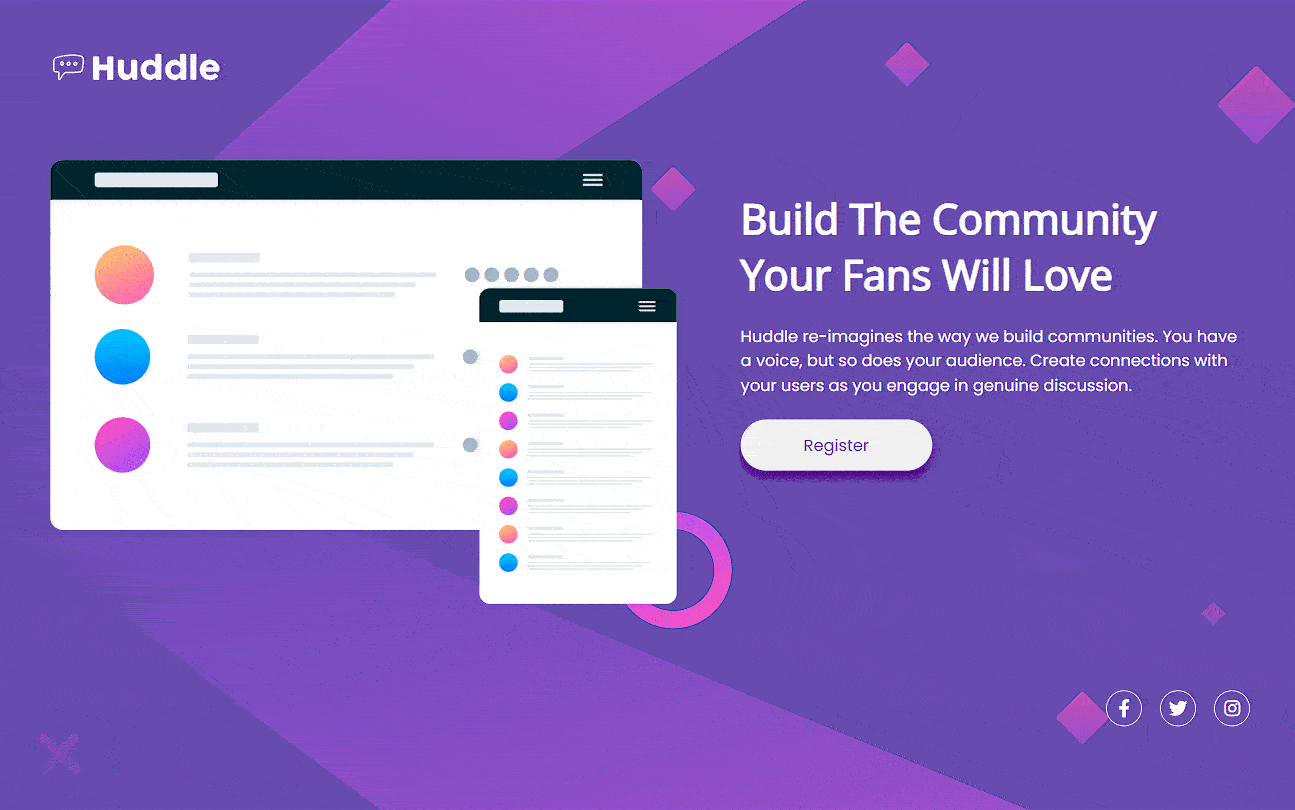 Huddle
Build The Community
Your Fans Will Love
Huddle re-imagines the way we build communities. You have
a voice, but so does your audience. Create connections with
your users as you engage in genuine discussion.
Register